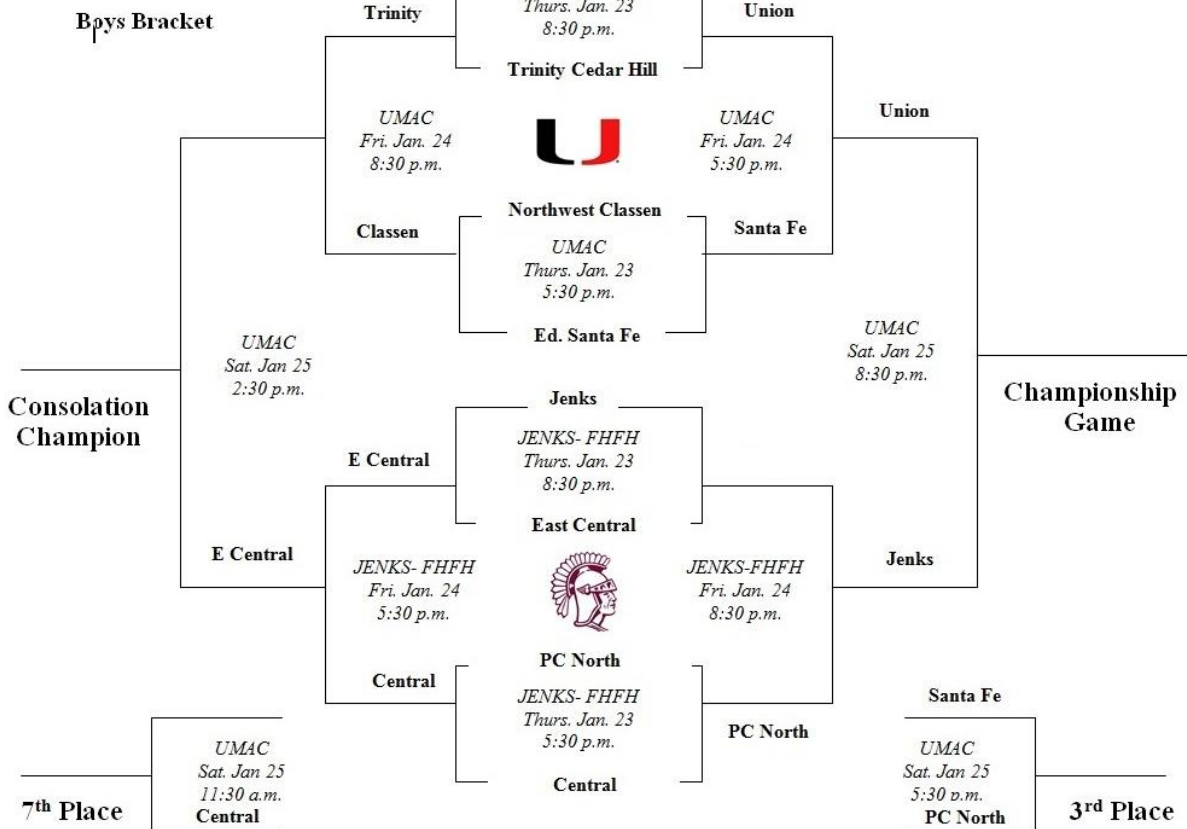 Boys Bracket
Trinity
Thurs. Jan. 23
8:30 p.m.
Union
Trinity Cedar Hill
UMAC
Fri. Jan. 24
8:30 p.m.
UMAC
Fri. Jan. 24
5:30 p.m.
Union
Northwest Classen
Classen
UMAC
Thurs. Jan. 23
5:30 p.m.
Santa Fe
Ed. Santa Fe
UMAC
Sat. Jan 25
2:30 p.m.
UMAC
Sat. Jan 25
8:30 p.m.
Consolation
Champion
Championship
Game
Jenks
E Central
JENKS- FHFH
Thurs. Jan. 23
8:30 p.m.
East Central
E Central
JENKS- FHFH
Fri. Jan. 24
5:30 p.m.
JENKS-FHFH
Fri. Jan. 24
8:30 p.m.
Jenks
PC North
Central
JENKS- FHFH
Thurs. Jan. 23
5:30 p.m.
PC North
Central
UMAC
Sat. Jan 25
11:30 a.m.
Central
7th Place
Santa Fe
UMAC
Sat. Jan 25
5:30 p.m.
PC North
3rd Place